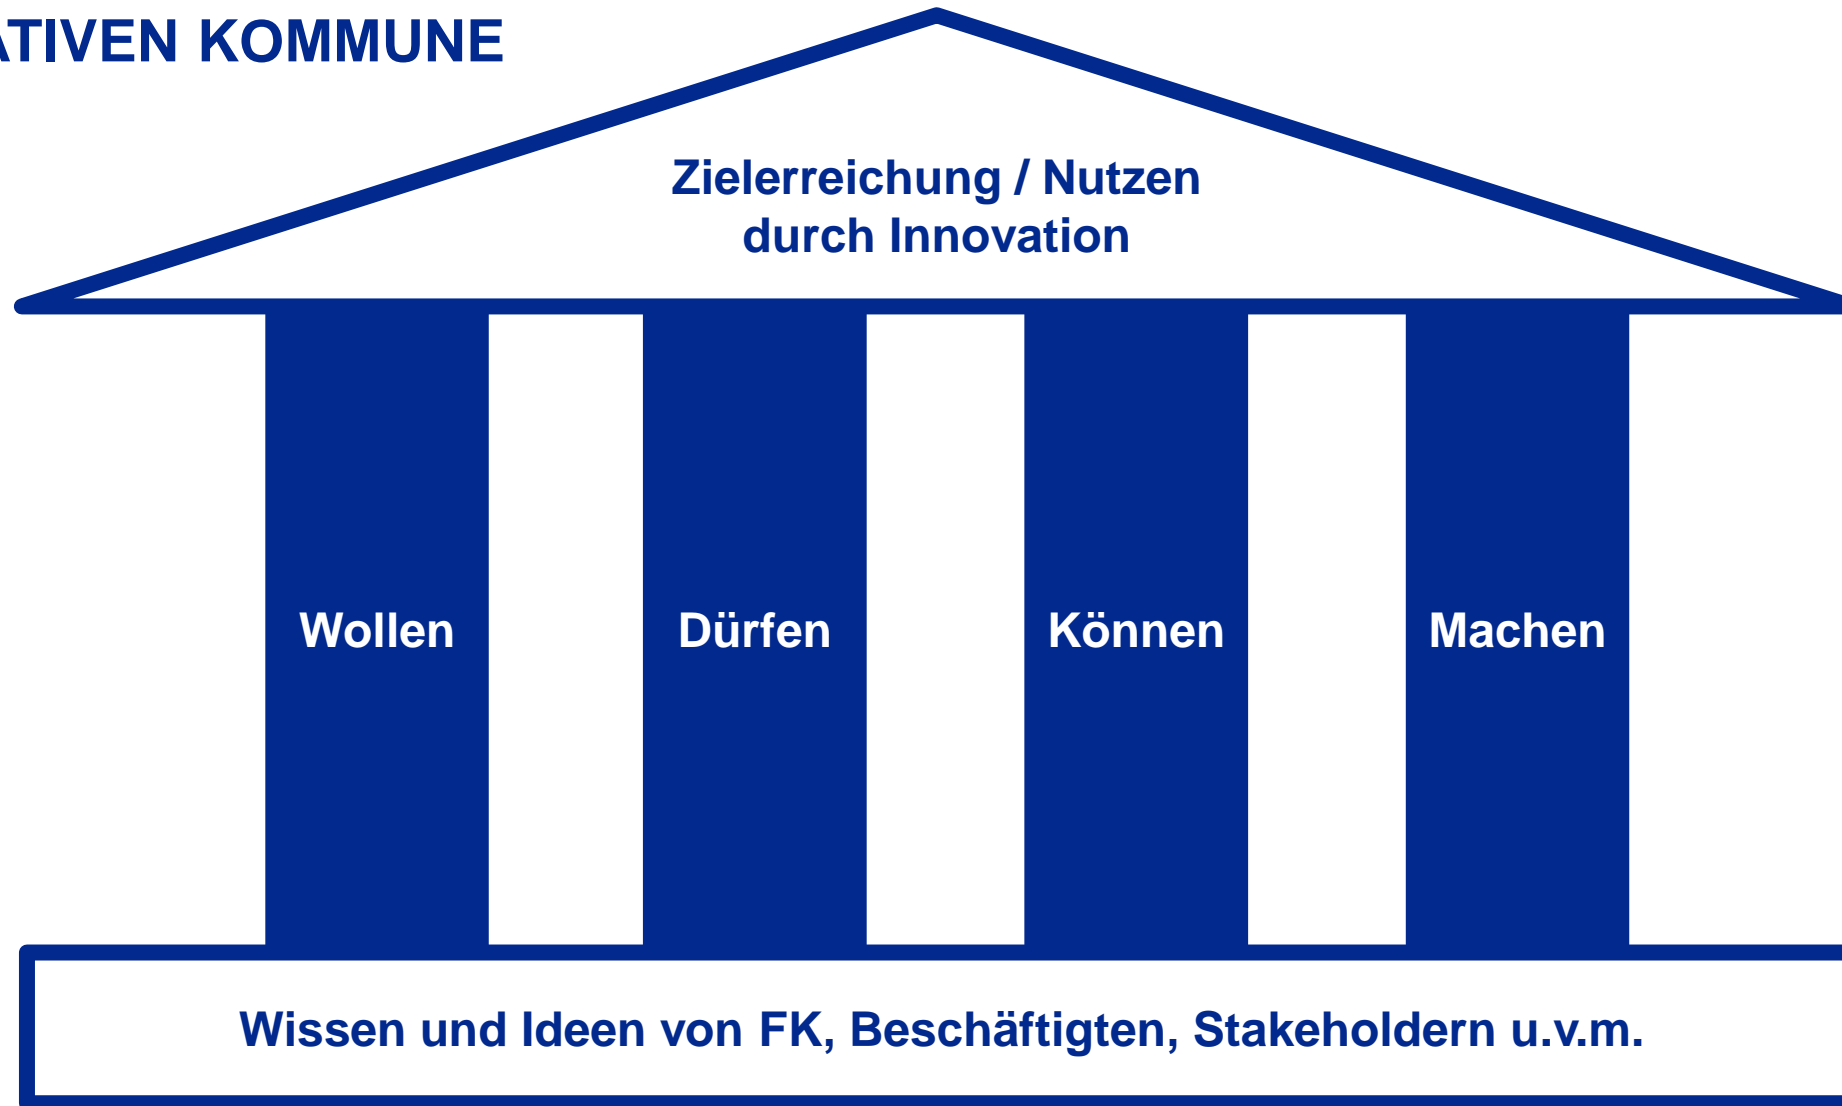 ATIVEN KOMMUNE
Zielerreichung / Nutzen
durch Innovation
Wollen
Dürfen
Können
Machen
Wissen und Ideen von FK, Beschäftigten, Stakeholdern u.v.m.